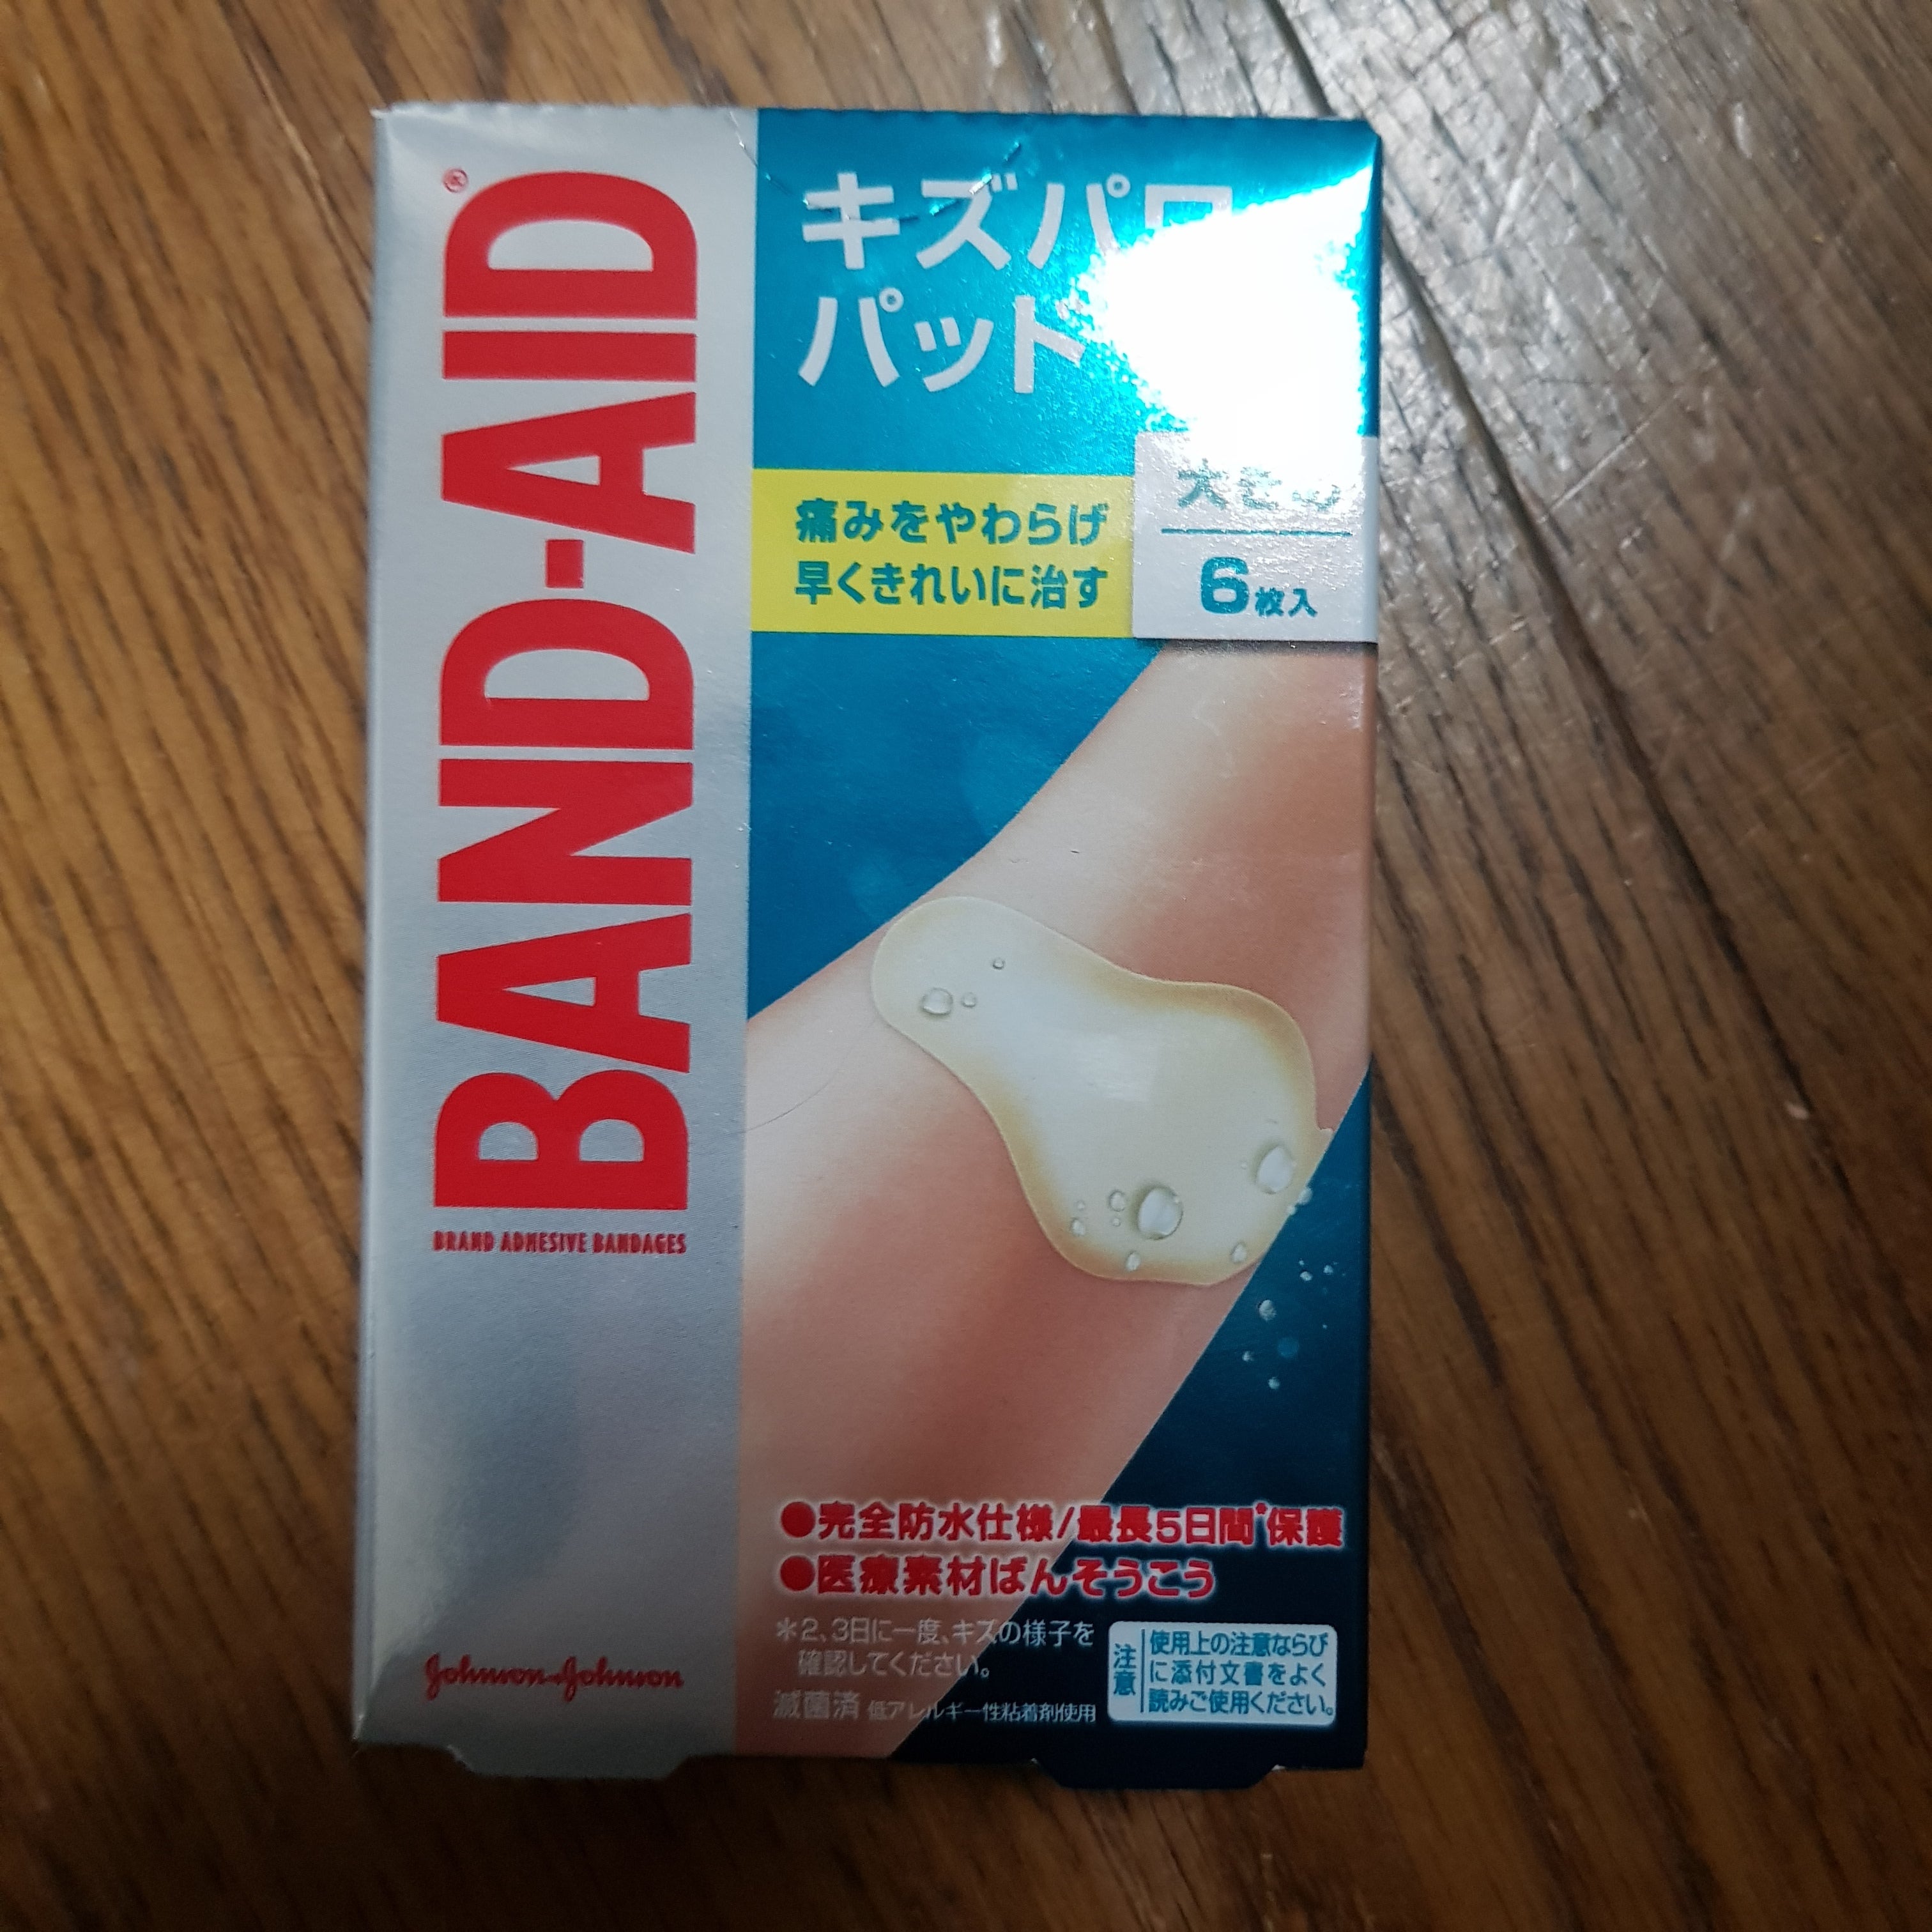 BAND-AID®
BRAND ADHESIVE BANDAGES
Johnson & Johnson
キズパワ
パッド
痛みをやわらげ
早くきれいに治す
大きめ
6枚入
●完全防水仕様/最長5日間*保護
●医療素材ばんそうこう
*2、3日に一度、キズの様子を
確認してください。
滅菌済 低アレルギー性粘着剤使用
注意
使用上の注意ならび
に添付文書をよく
読みご使用ください。